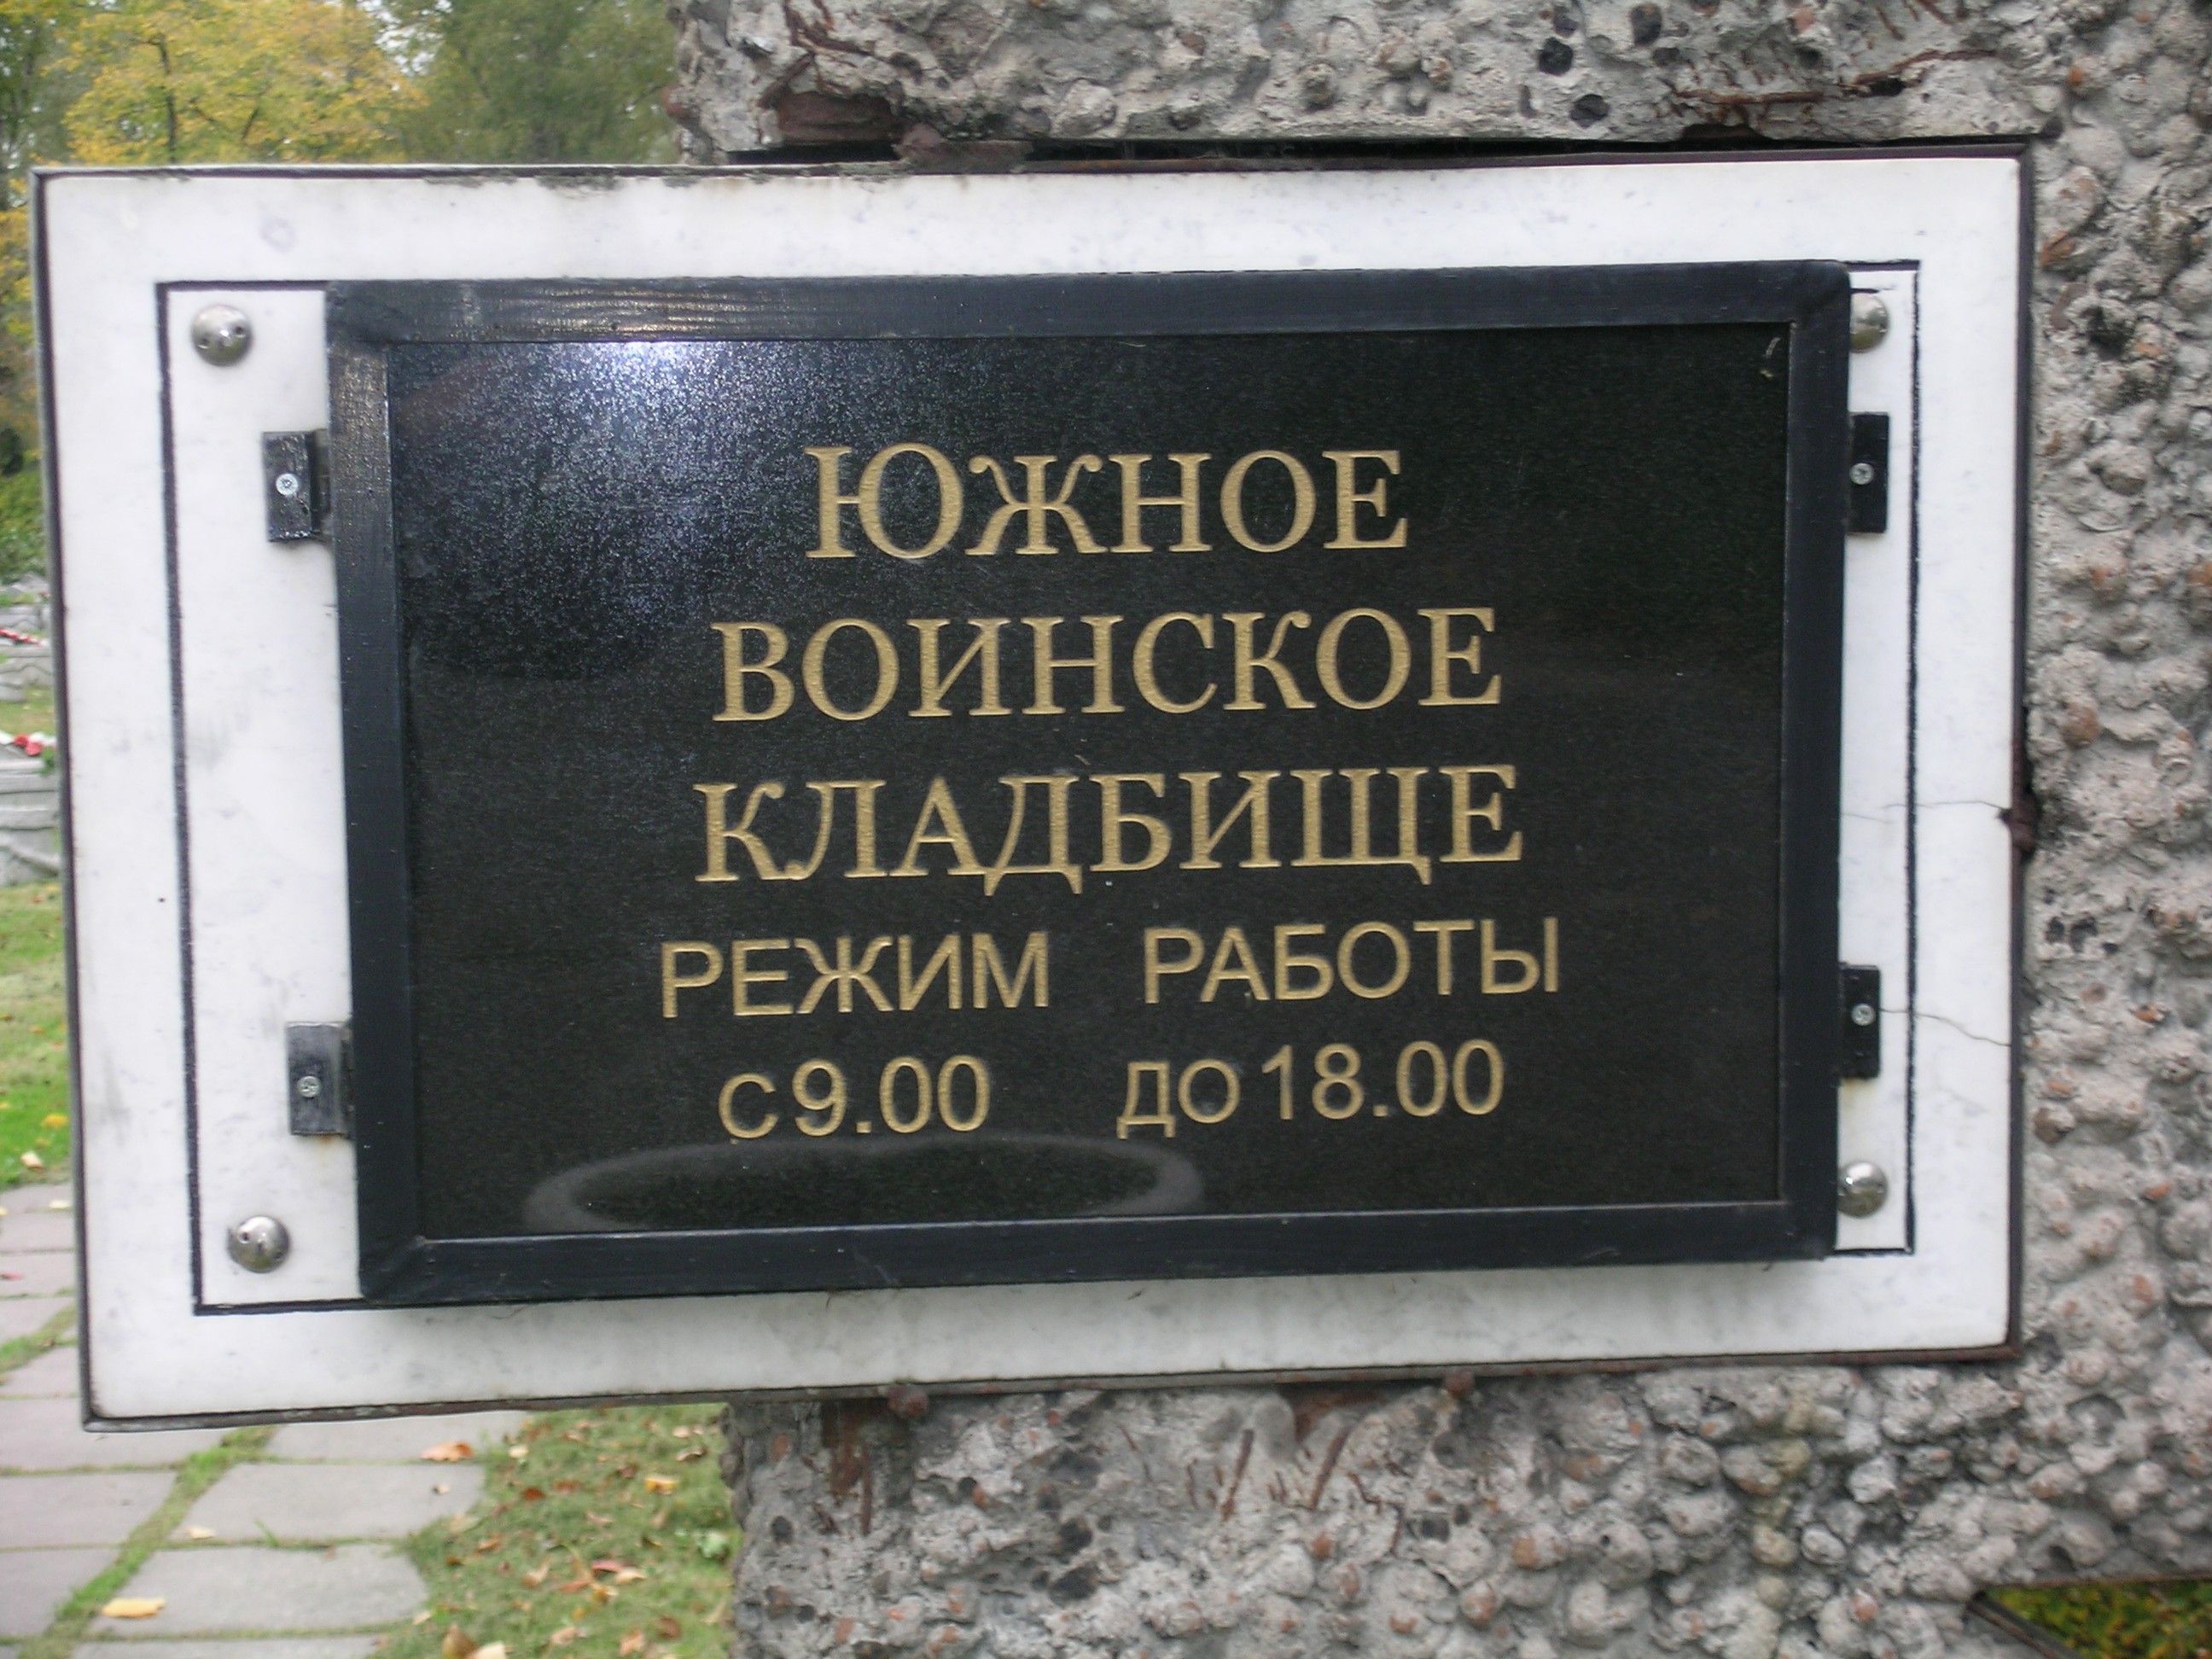 ЮЖНОЕ
ВОИНСКОЕ
КЛАДБИЩЕ
РЕЖИМ РАБОТЫ
С 9.00 ДО 18.00